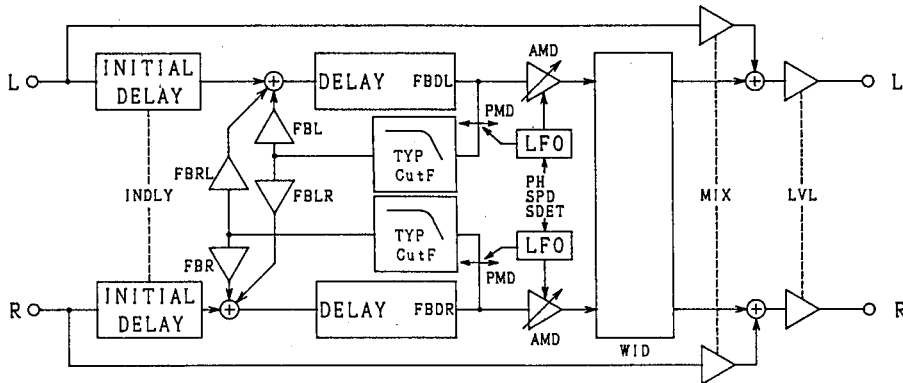 AMD
L
INITIAL
DELAY
DELAY
FBDL
L
FBL
PMD
LFO
FBRL
TYP
CutF
INDLY
FBLR
PH
SPD
SDET
MIX
LVL
TYP
CutF
LFO
FBR
PMD
R
INITIAL
DELAY
DELAY
FBDR
R
AMD
WID